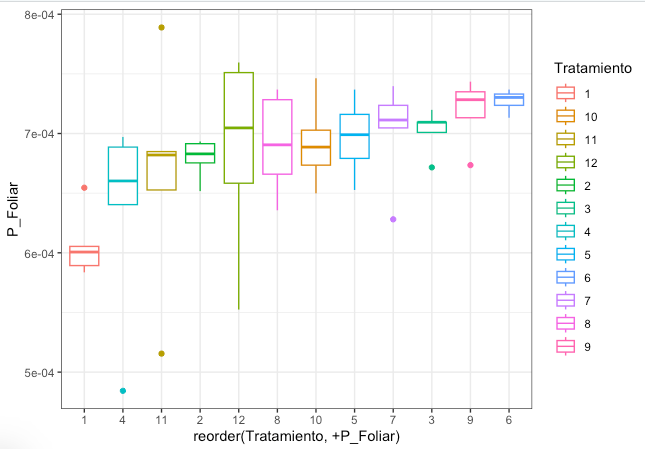 8e-04
7e-04
6e-04
5e-04
P_Foliar
1 4 11 2 12 8 10 5 7 3 9 6
reorder(Tratamiento, +P_Foliar)
Tratamiento
1
10
11
12
2
3
4
5
6
7
8
9